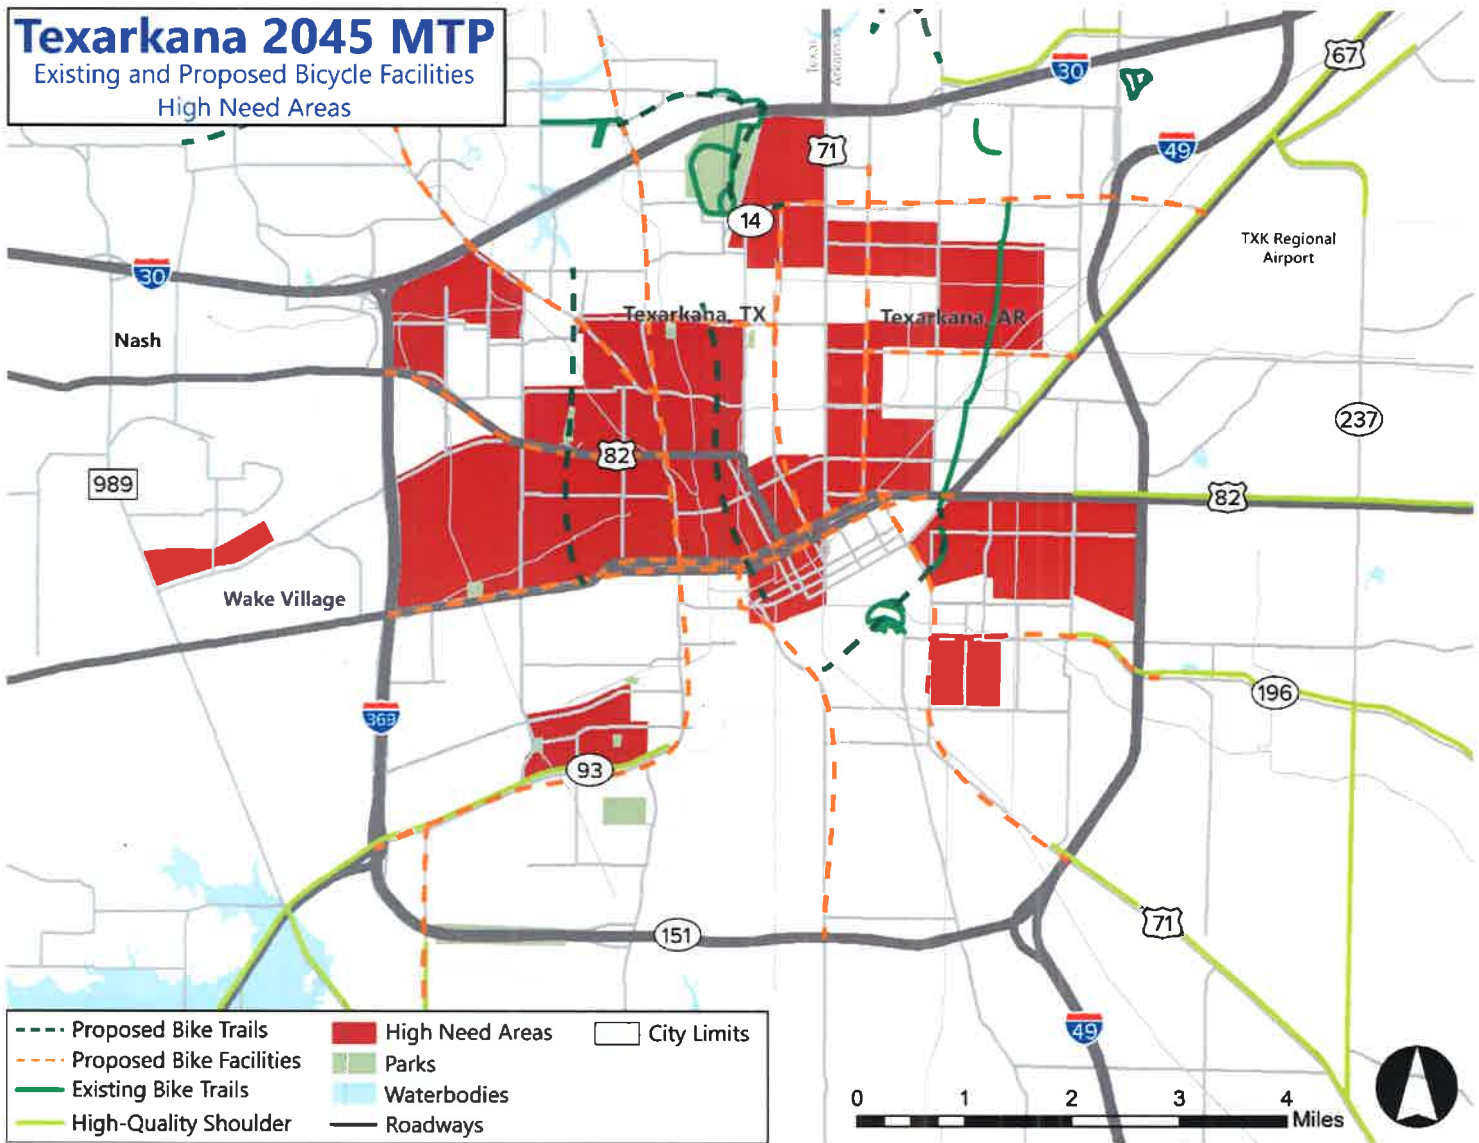 Texarkana 2045 MTP
Existing and Proposed Bicycle Facilities
High Need Areas
Texas
Arkansas
30
67
71
49
14
TXK Regional
Airport
30
Nash
Texarkana, TX
Texarkana, AR
237
82
989
82
Wake Village
196
369
93
71
151
49
Proposed Bike Trails
Proposed Bike Facilities
Existing Bike Trails
High-Quality Shoulder
High Need Areas
Parks
Waterbodies
Roadways
City Limits
0 1 2 3 4
Miles